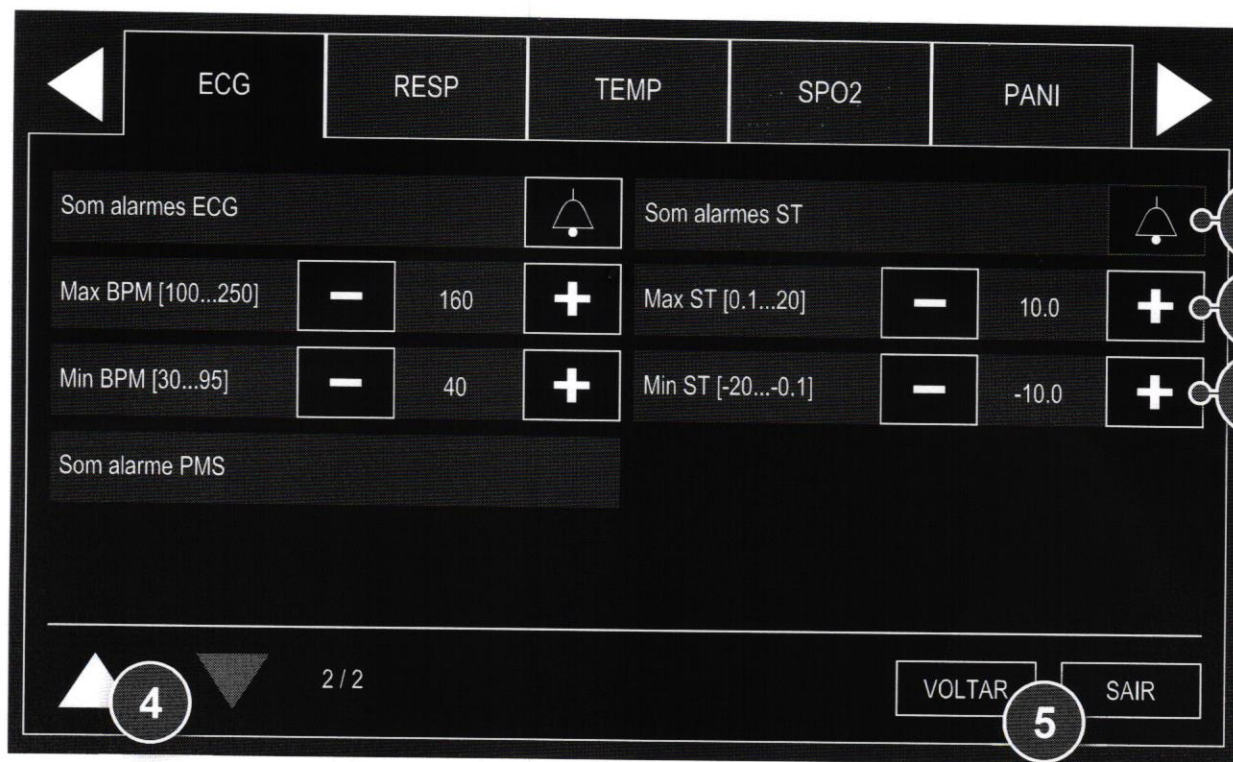 ECG RESP TEMP SPO2 PANI
Som alarmes ECG
Som alarmes ST
Max BPM [100...250] − 160 +
Max ST [0.1...20] − 10.0 +
Min BPM [30...95] − 40 +
Min ST [-20...-0.1] − -10.0 +
Som alarme PMS
4 2 / 2 VOLTAR 5 SAIR